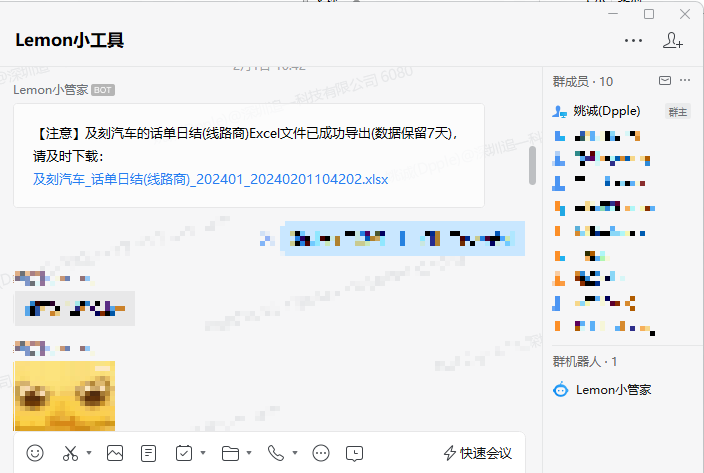 Lemon小工具
2月1日 10:42
Lemon小管家 BOT
【注意】及刻汽车的话单日结(线路商)Excel文件已成功导出(数据保留7天)，
请及时下载：
及刻汽车_话单日结(线路商)_202401_20240201104202.xlsx
快速会议
群成员 · 10
姚诚(Dpple) 群主
群机器人 · 1
Lemon小管家